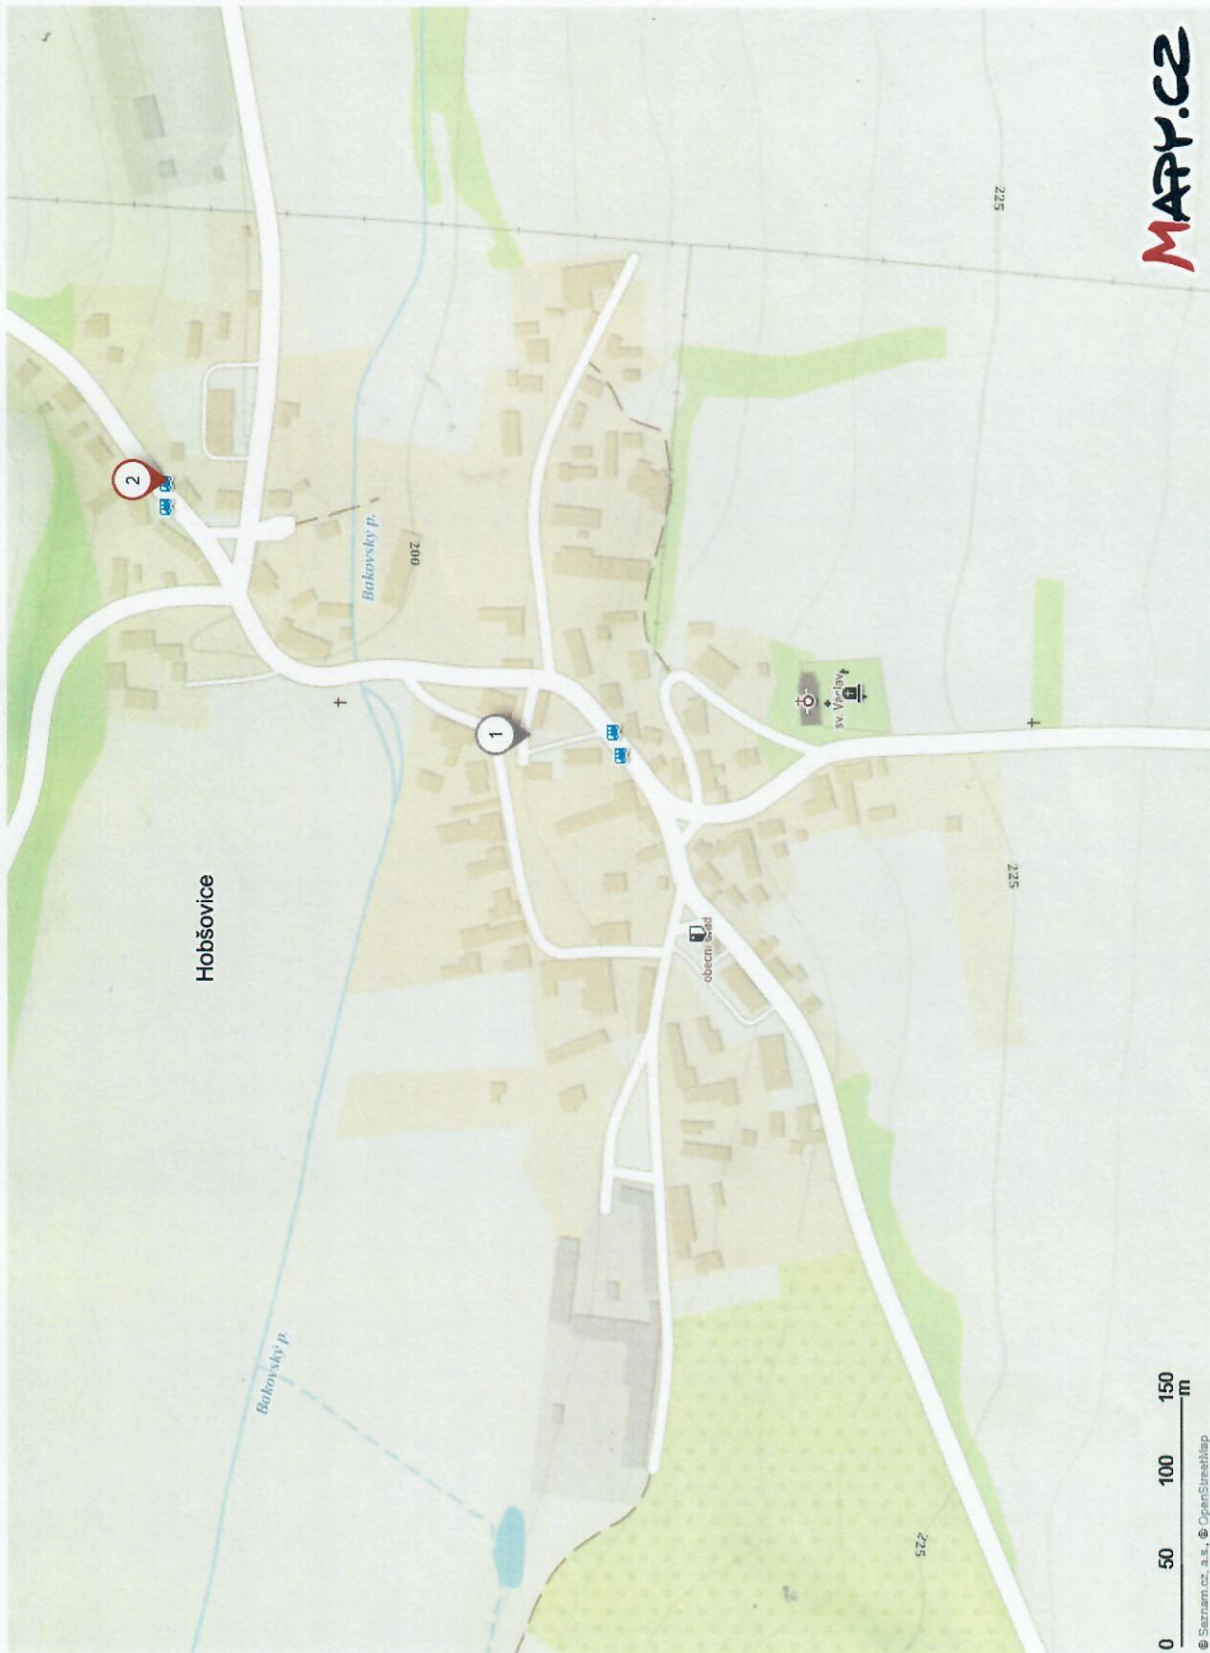 MAPY.CZ
225
2
Bakovský p.
200
1
sv. Václav
Hobšovice
225
obecní úřad
Bakovský p.
225
0 50 100 150
m
© Seznam.cz, a.s., © OpenStreetMap